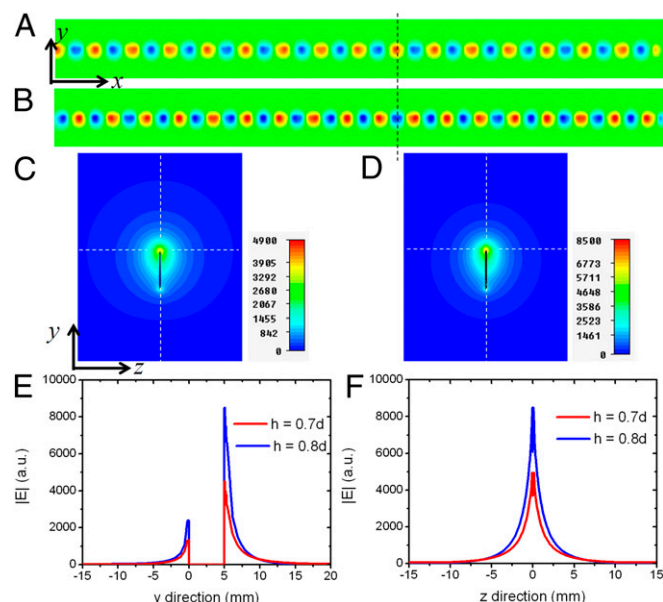 A
y
x
B
C
D
4900
3905
3292
2680
2067
1455
842
0
8500
6773
5711
4648
3586
2523
1461
0
y
z
E
10000
8000
6000
4000
2000
0
|E| (a.u.)
h = 0.7d
h = 0.8d
-15 -10 -5 0 5 10 15 20
y direction (mm)
F
10000
8000
6000
4000
2000
0
|E| (a.u.)
h = 0.7d
h = 0.8d
-15 -10 -5 0 5 10 15
z direction (mm)